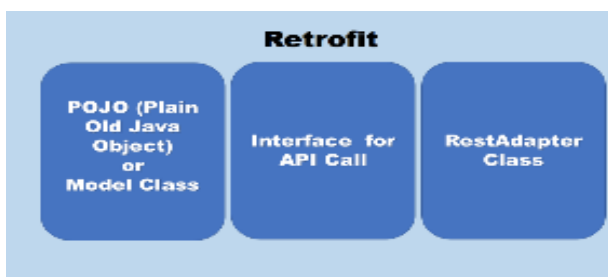 Retrofit
POJO (Plain
Old Java
Object)
or
Model Class
Interface for
API Call
RestAdapter
Class